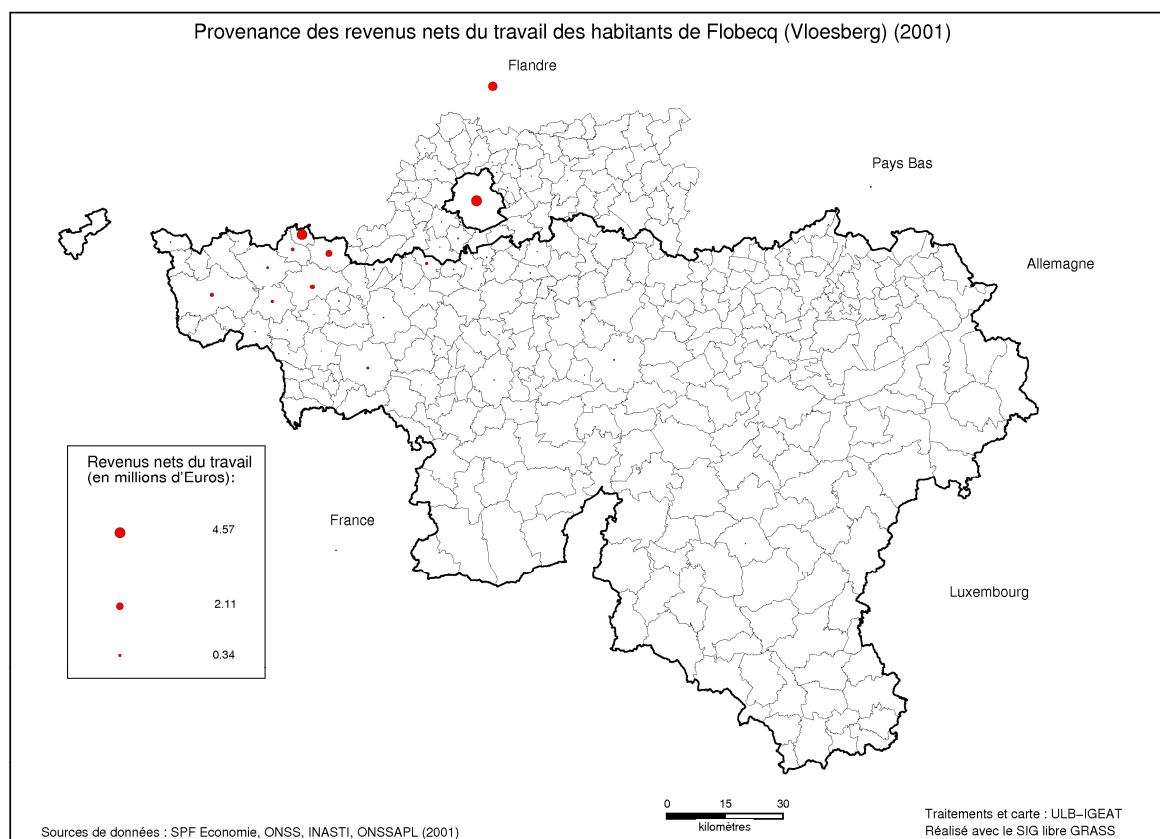 Provenance des revenus nets du travail des habitants de Flobecq (Vloesberg) (2001)
Flandre
Pays Bas
Allemagne
Revenus nets du travail
(en millions d'Euros):
4.57
2.11
0.34
France
Luxembourg
0 15 30
kilomètres
Sources de données : SPF Economie, ONSS, INASTI, ONSSAPL (2001)
Traitements et carte : ULB-IGEAT
Réalisé avec le SIG libre GRASS